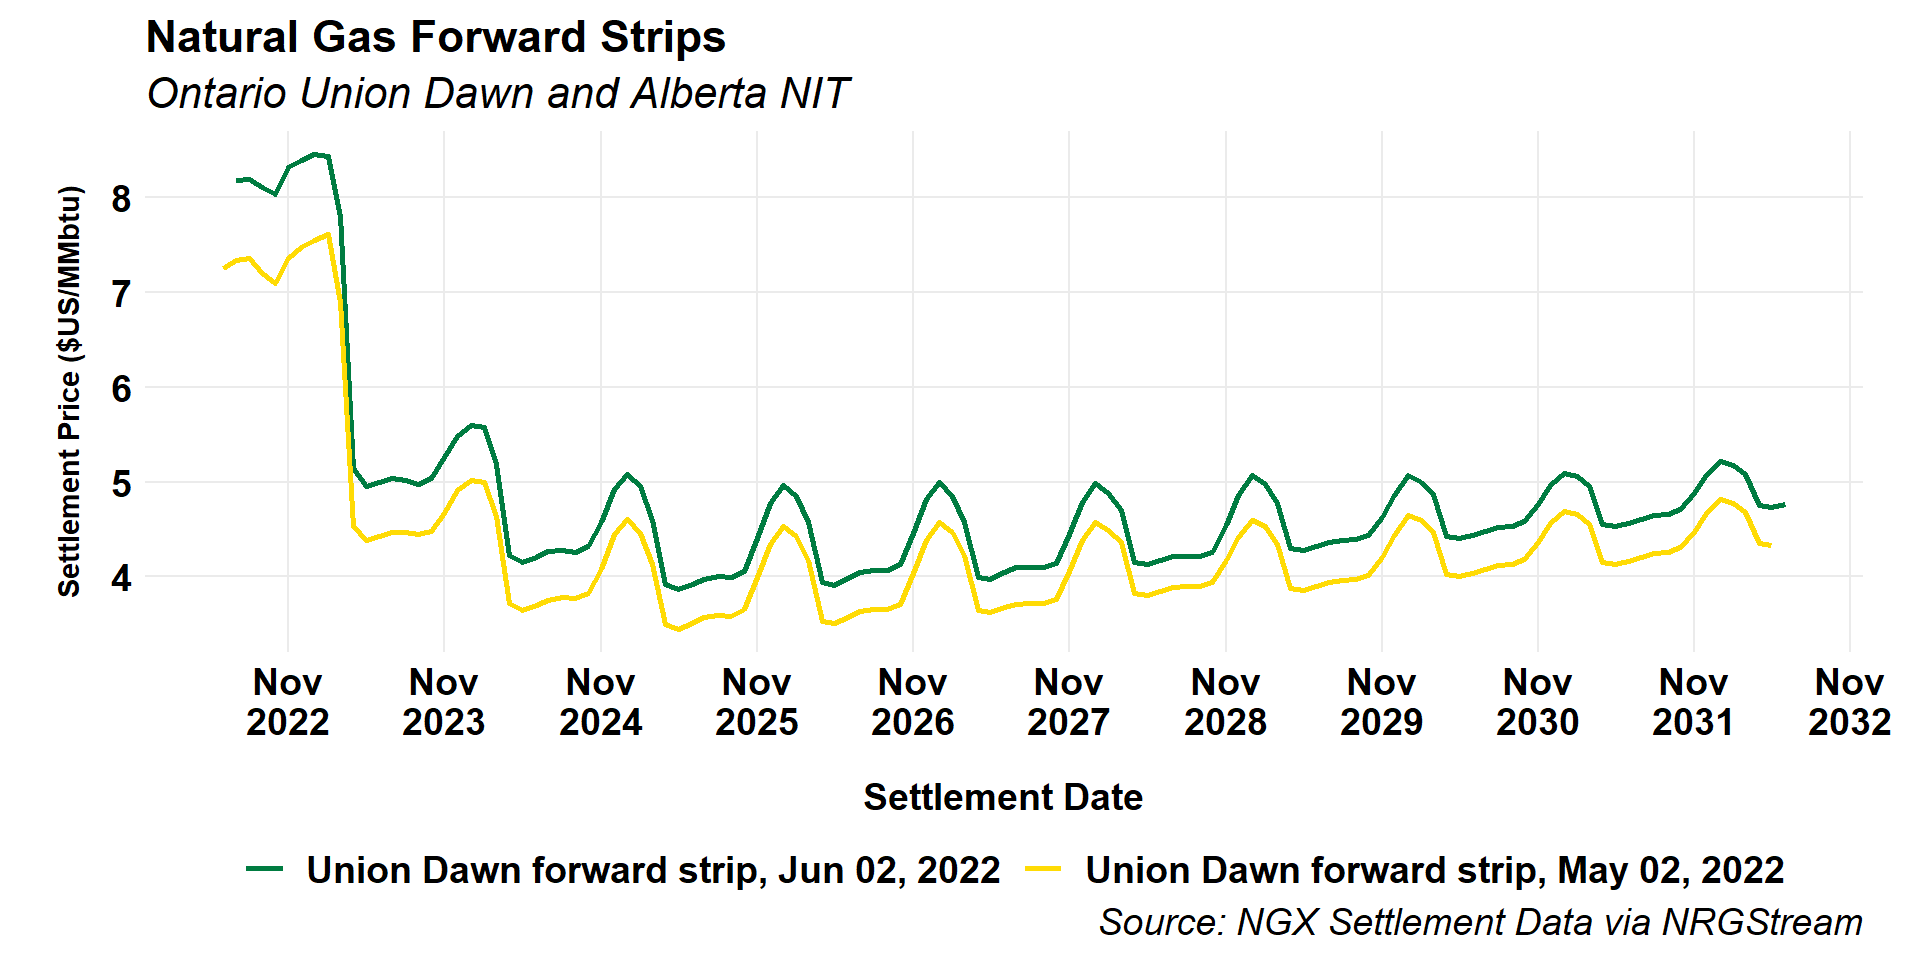 Natural Gas Forward Strips
Ontario Union Dawn and Alberta NIT
Settlement Price ($US/MMbtu)
8
7
6
5
4
Nov Nov Nov Nov Nov Nov Nov Nov Nov Nov Nov
2022 2023 2024 2025 2026 2027 2028 2029 2030 2031 2032
Settlement Date
Union Dawn forward strip, Jun 02, 2022 Union Dawn forward strip, May 02, 2022
Source: NGX Settlement Data via NRGStream